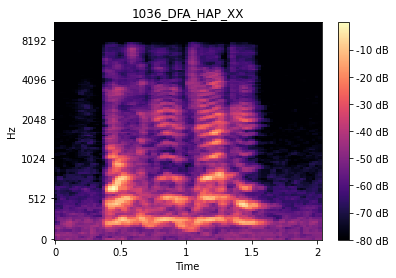 1036_DFA_HAP_XX
8192
4096
2048
1024
512
0
Hz
0 0.5 1 1.5 2
Time
-10 dB
-20 dB
-30 dB
-40 dB
-50 dB
-60 dB
-70 dB
-80 dB